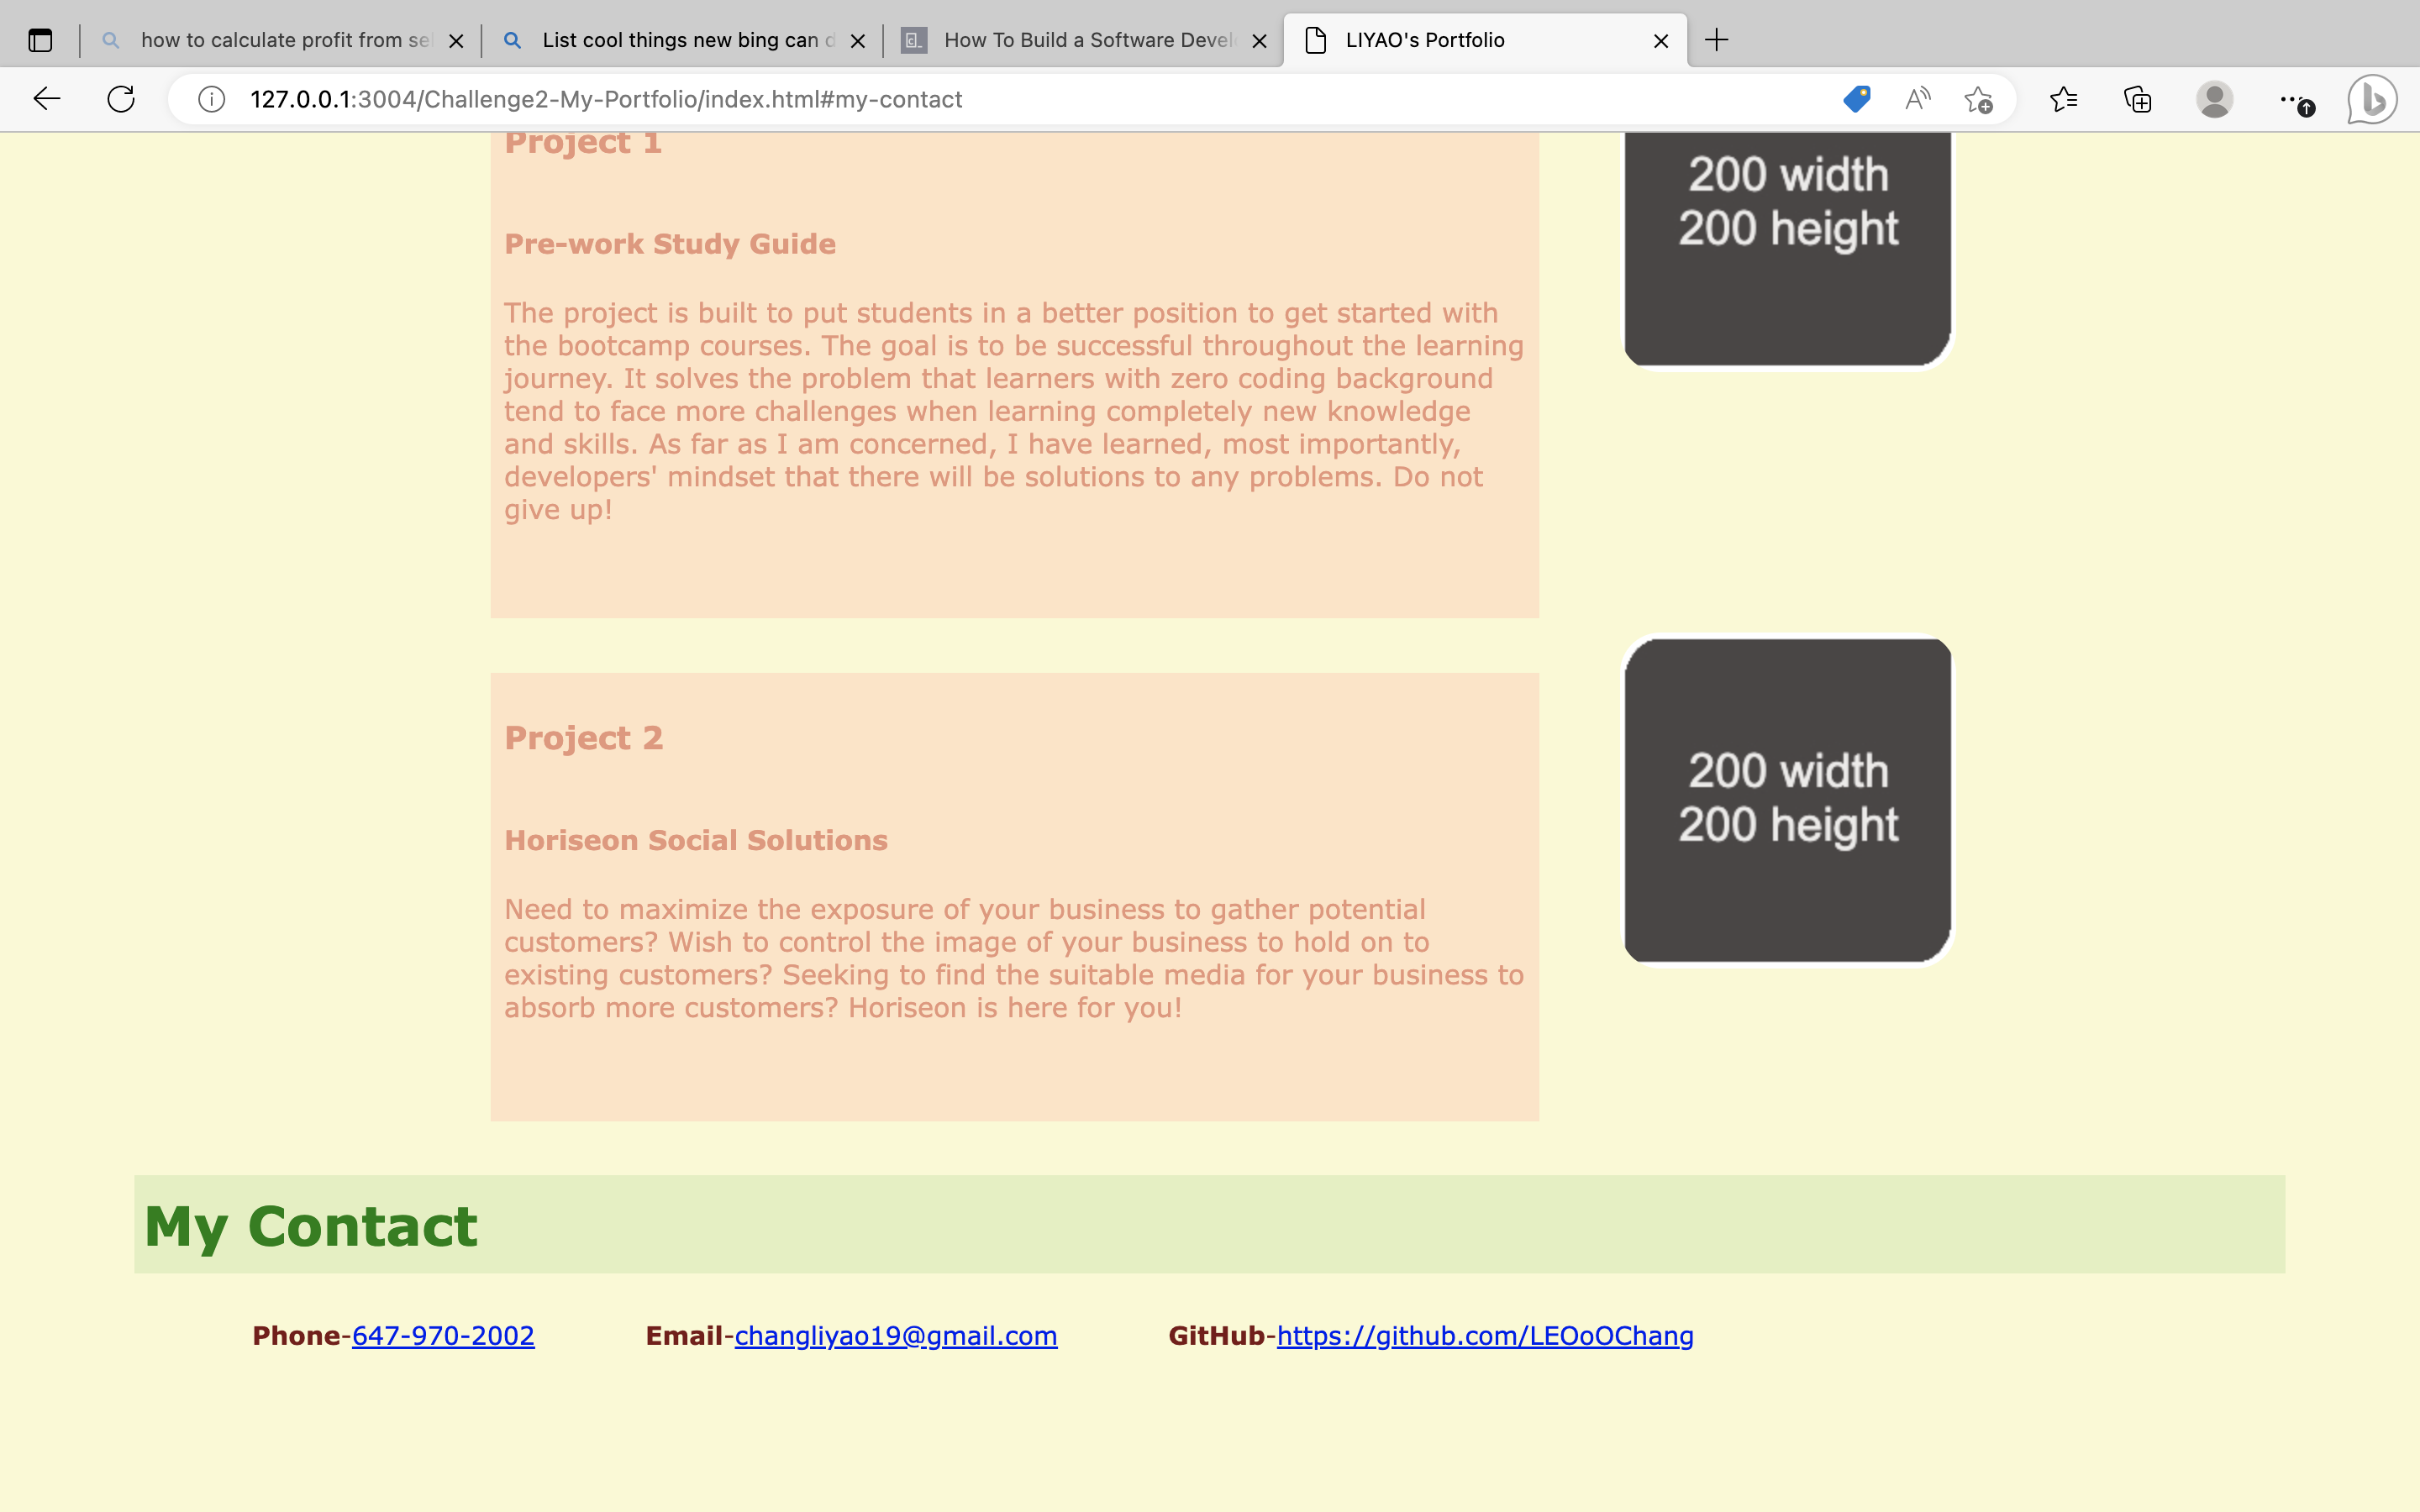 how to calculate profit from se
List cool things new bing can d
How To Build a Software Devel
LIYAO's Portfolio
127.0.0.1:3004/Challenge2-My-Portfolio/index.html#my-contact
Project 1
200 width
200 height
Pre-work Study Guide
The project is built to put students in a better position to get started with
the bootcamp courses. The goal is to be successful throughout the learning
journey. It solves the problem that learners with zero coding background
tend to face more challenges when learning completely new knowledge
and skills. As far as I am concerned, I have learned, most importantly,
developers' mindset that there will be solutions to any problems. Do not
give up!
Project 2
200 width
200 height
Horiseon Social Solutions
Need to maximize the exposure of your business to gather potential
customers? Wish to control the image of your business to hold on to
existing customers? Seeking to find the suitable media for your business to
absorb more customers? Horiseon is here for you!
My Contact
Phone-647-970-2002
Email-changliyao19@gmail.com
GitHub-https://github.com/LEOoOChang